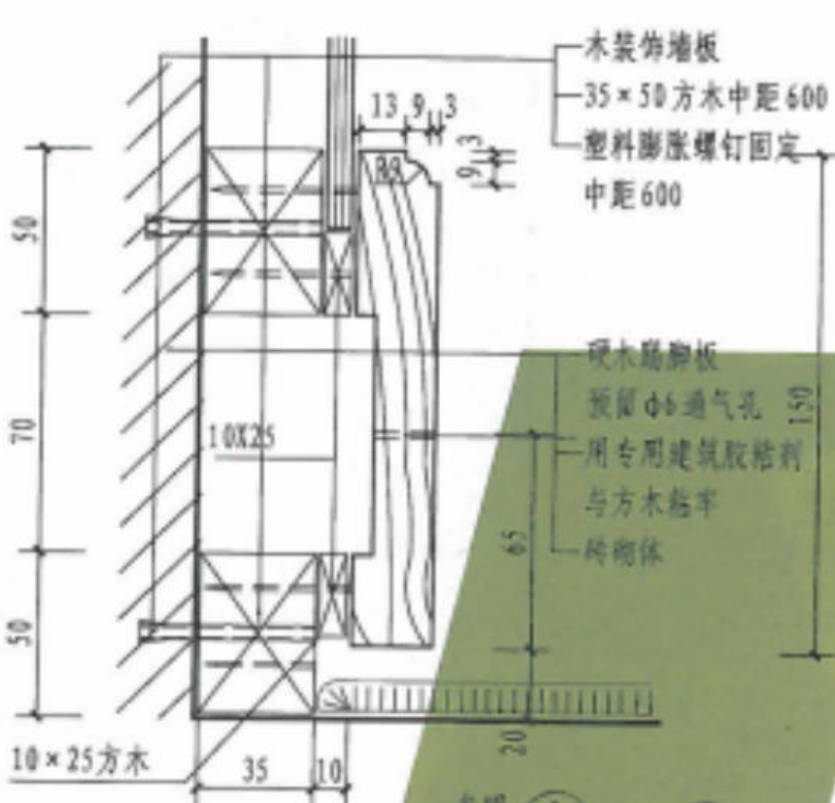 木装饰墙板
35×50方木中距600
塑料膨胀螺钉固定
中距600
13 9 3
3
9
R9
50
硬木踢脚板
预留φ6通气孔
150
70
10X25
用专用建筑胶粘剂
与方木粘牢
65
砖砌体
50
20
10×25方木
35 10